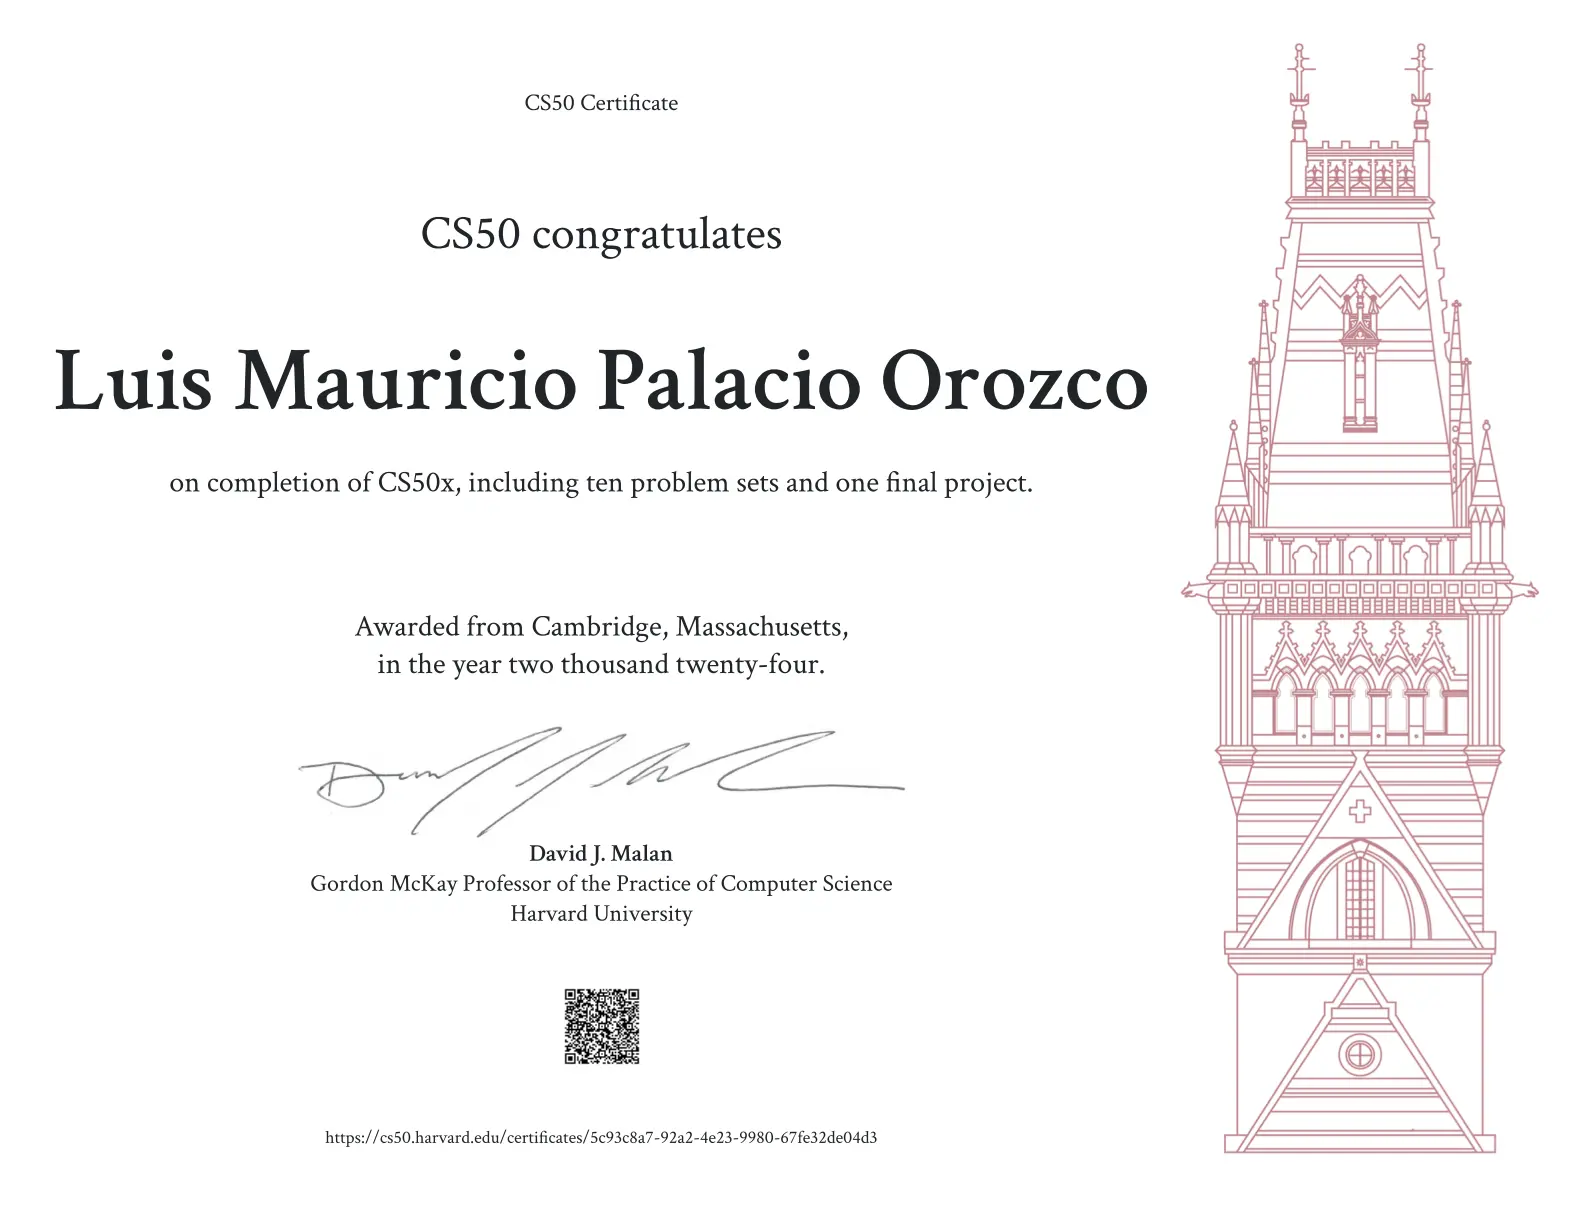 CS50 Certificate
CS50 congratulates
Luis Mauricio Palacio Orozco
on completion of CS50x, including ten problem sets and one final project.
Awarded from Cambridge, Massachusetts,
in the year two thousand twenty-four.
David J. Malan
Gordon McKay Professor of the Practice of Computer Science
Harvard University
https://cs50.harvard.edu/certificates/5c93c8a7-92a2-4e23-9980-67fe32de04d3